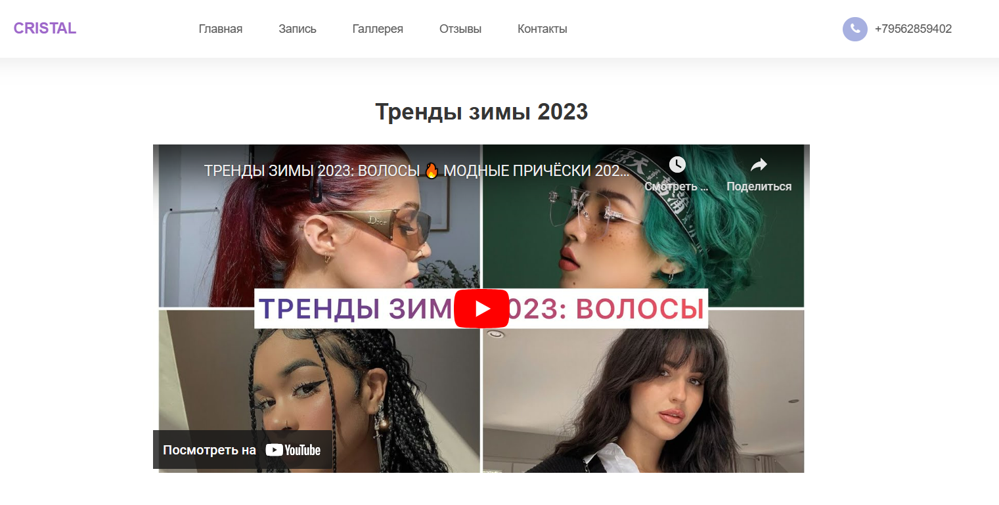 CRISTAL
Главная
Запись
Галлерея
Отзывы
Контакты
+79562859402
Тренды зимы 2023
ТРЕНДЫ ЗИМЫ 2023: ВОЛОСЫ 🔥 МОДНЫЕ ПРИЧЁСКИ 202...
Смотреть ...
Поделиться
Dior
ТРЕНДЫ ЗИМ 023: ВОЛОСЫ
Посмотреть на YouTube